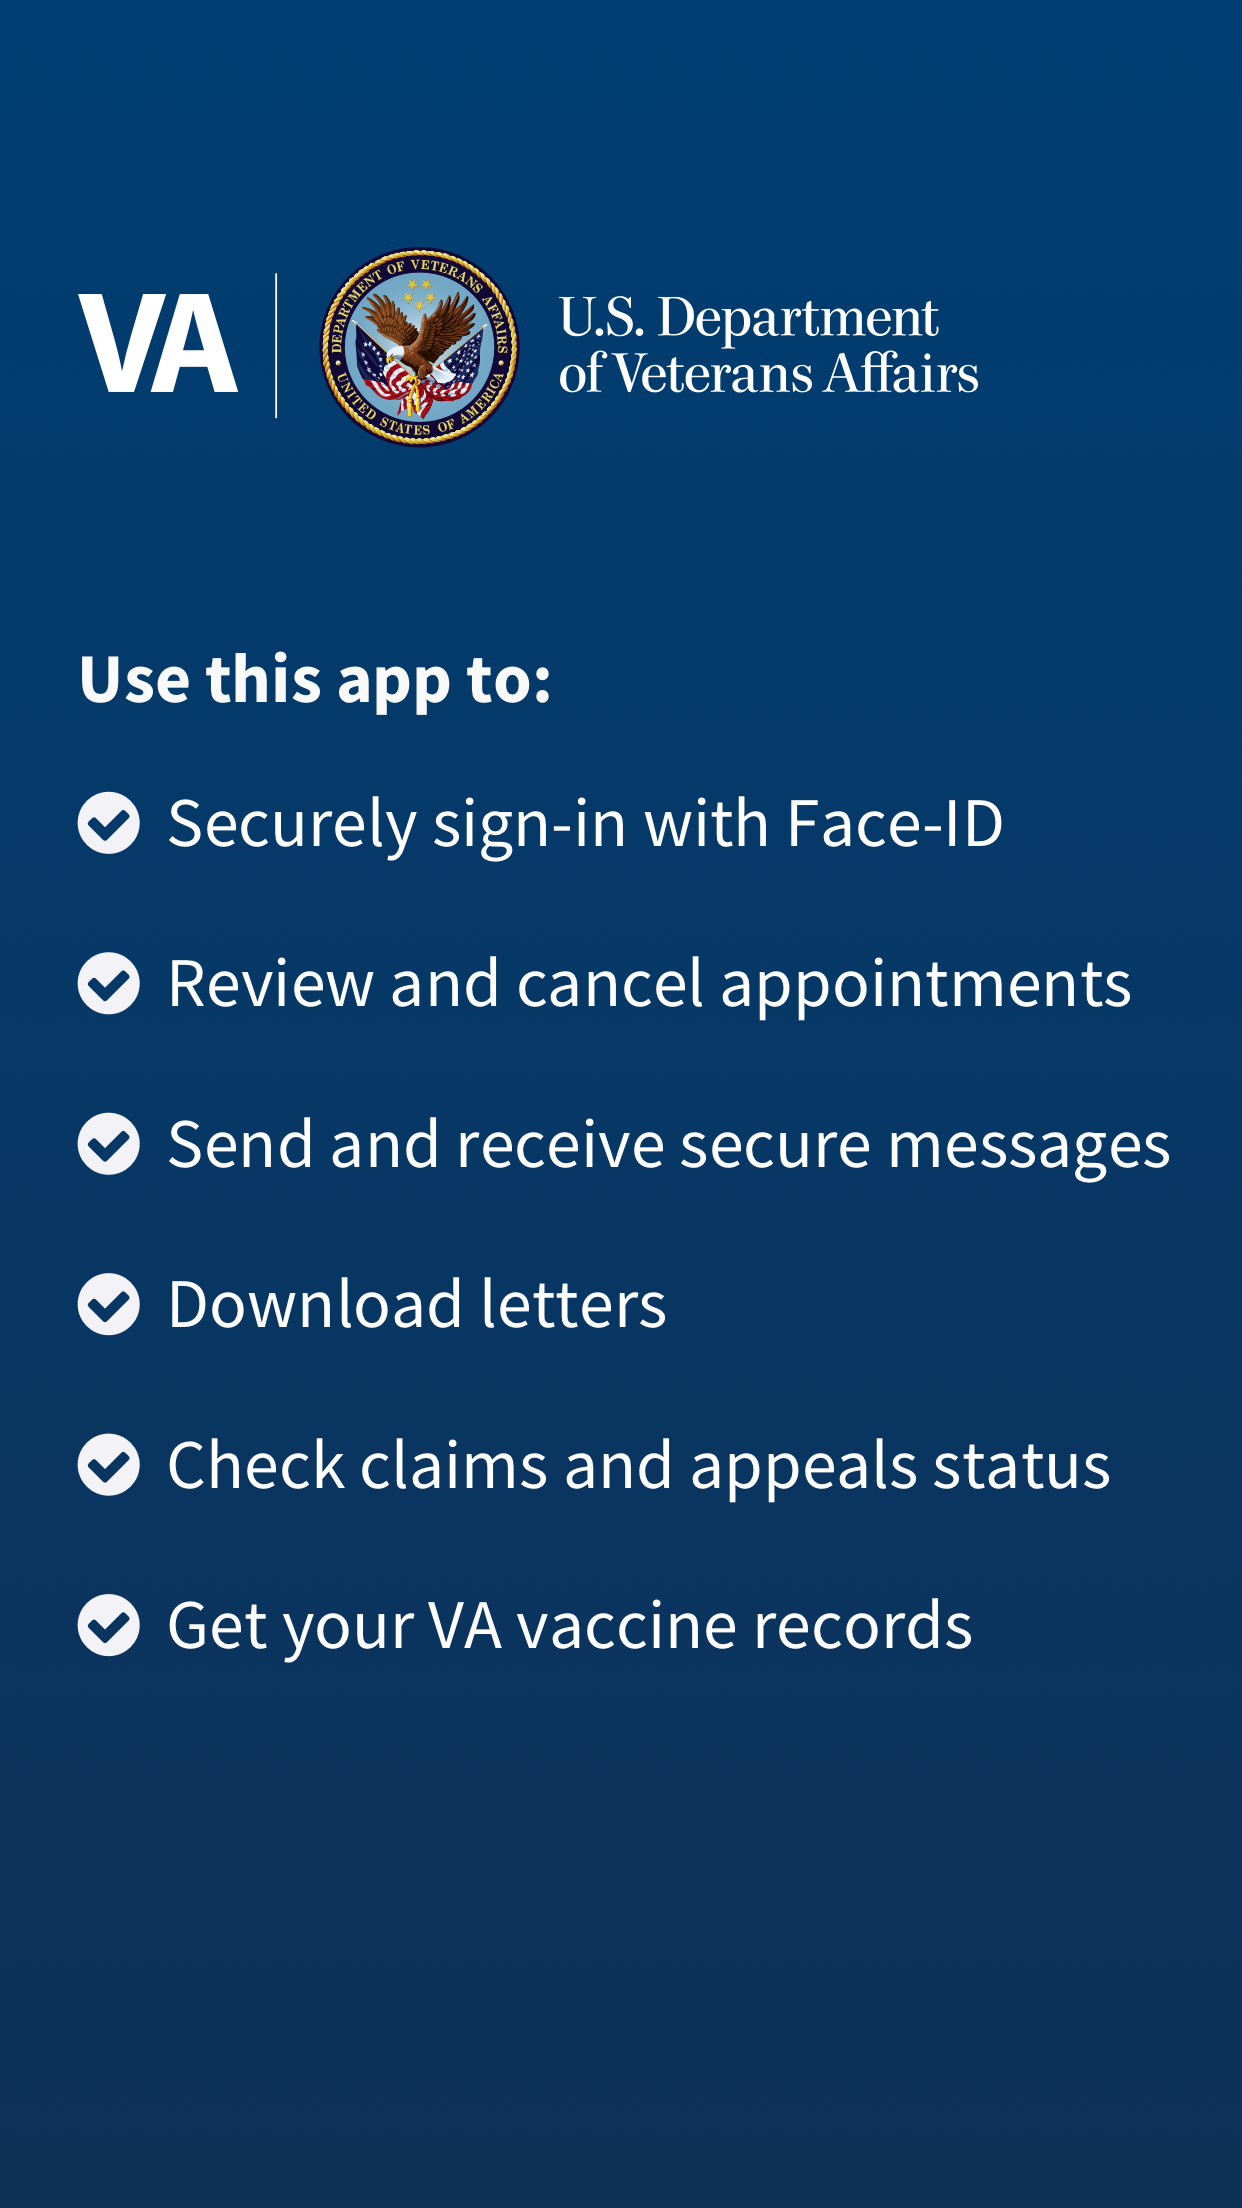 VA
DEPARTMENT OF VETERANS AFFAIRS
UNITED STATES OF AMERICA
U.S. Department
of Veterans Affairs
Use this app to:
Securely sign-in with Face-ID
Review and cancel appointments
Send and receive secure messages
Download letters
Check claims and appeals status
Get your VA vaccine records